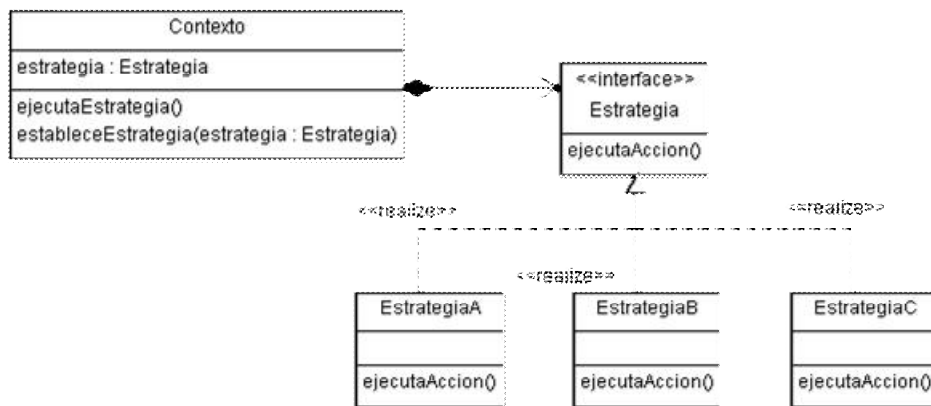 Contexto
estrategia : Estrategia
ejecutaEstrategia()
estableceEstrategia(estrategia : Estrategia)
<<interface>>
Estrategia
ejecutaAccion()
<<realize>>
<<realize>>
<<realize>>
EstrategiaA
ejecutaAccion()
EstrategiaB
ejecutaAccion()
EstrategiaC
ejecutaAccion()